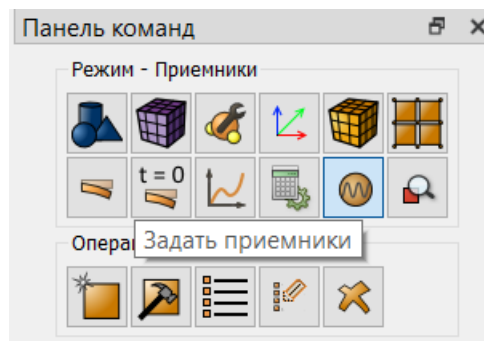 Панель команд
Режим - Приемники
t = 0
Опера
Задать приемники